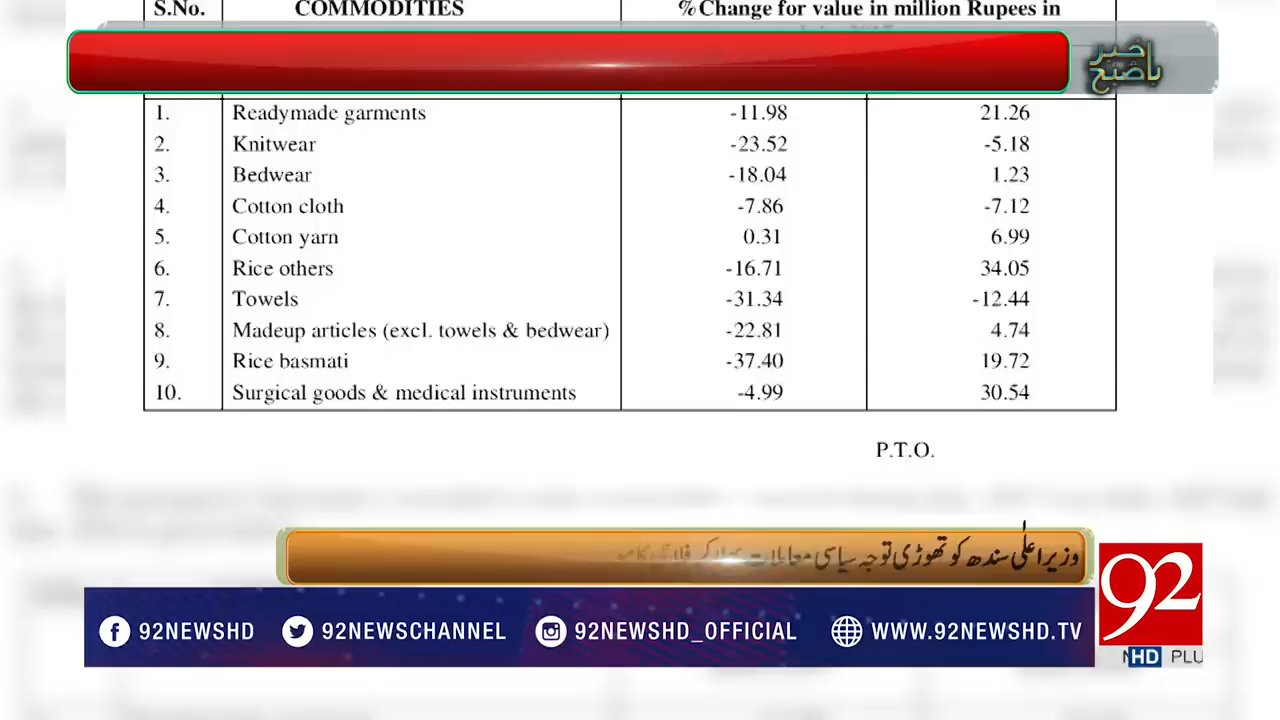 S.No. COMMODITIES % Change for value in million Rupees in
باخبر
صبح
1. Readymade garments -11.98 21.26
2. Knitwear -23.52 -5.18
3. Bedwear -18.04 1.23
4. Cotton cloth -7.86 -7.12
5. Cotton yarn 0.31 6.99
6. Rice others -16.71 34.05
7. Towels -31.34 -12.44
8. Madeup articles (excl. towels & bedwear) -22.81 4.74
9. Rice basmati -37.40 19.72
10. Surgical goods & medical instruments -4.99 30.54
P.T.O.
وزیراعلٰی سندھ کو تھوڑی توجہ سیاسی معاملات
92NEWSHD 92NEWSCHANNEL 92NEWSHD_OFFICIAL WWW.92NEWSHD.TV
92
HD PLU